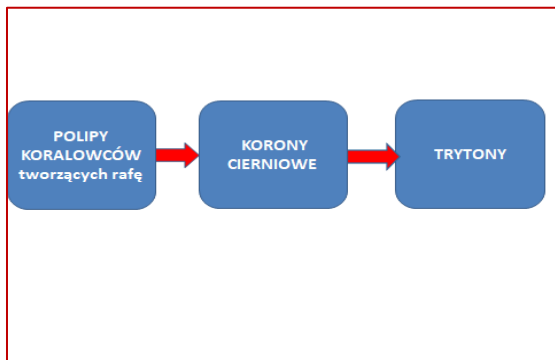 POLIPY
KORALOWCÓW
tworzących rafę
KORONY
CIERNIOWE
TRYTONY